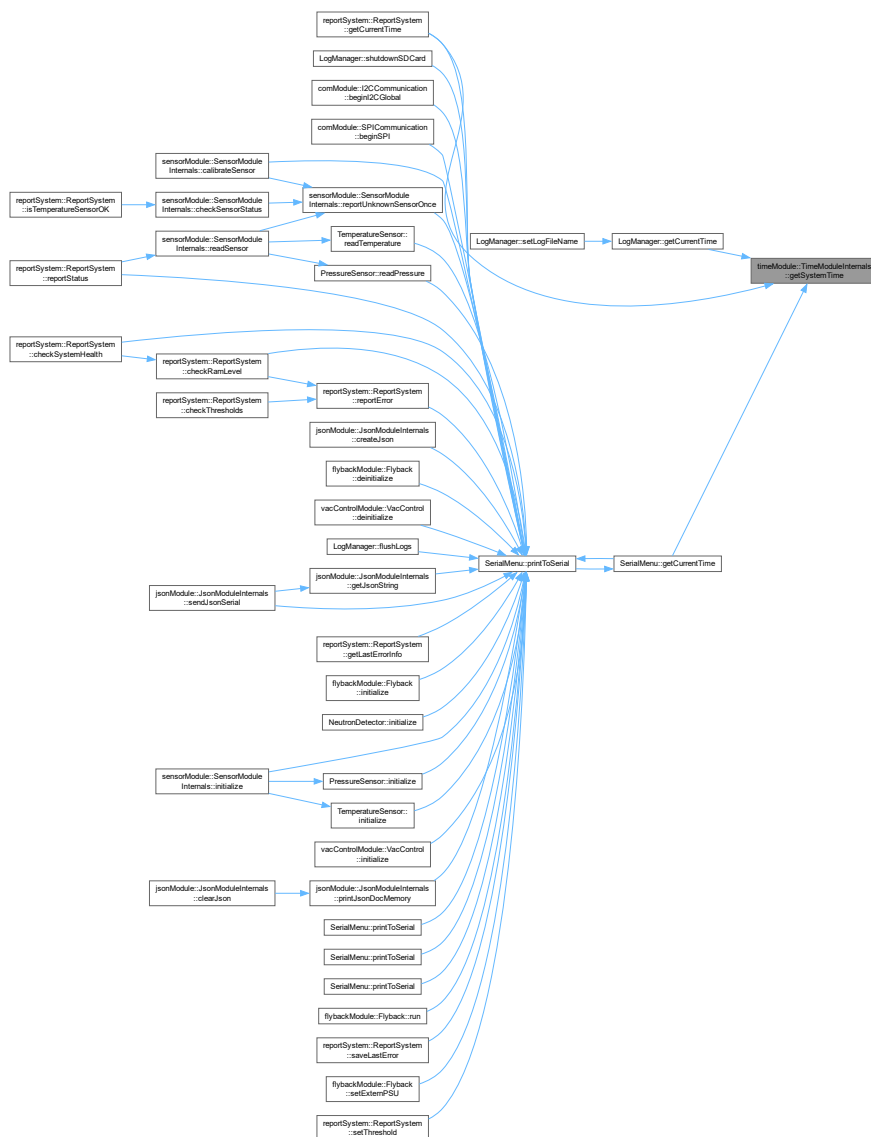 reportSystem::ReportSystem
::getCurrentTime
LogManager::shutdownSDCard
comModule::I2CCommunication
::beginI2CGlobal
comModule::SPICommunication
::beginSPI
sensorModule::SensorModule
Internals::calibrateSensor
reportSystem::ReportSystem
::isTemperatureSensorOK
sensorModule::SensorModule
Internals::checkSensorStatus
sensorModule::SensorModule
Internals::reportUnknownSensorOnce
sensorModule::SensorModule
Internals::readSensor
TemperatureSensor::
readTemperature
LogManager::setLogFileName
LogManager::getCurrentTime
timeModule::TimeModuleInternals
::getSystemTime
reportSystem::ReportSystem
::reportStatus
PressureSensor::readPressure
reportSystem::ReportSystem
::checkSystemHealth
reportSystem::ReportSystem
::checkRamLevel
reportSystem::ReportSystem
::reportError
reportSystem::ReportSystem
::checkThresholds
jsonModule::JsonModuleInternals
::createJson
flybackModule::Flyback
::deinitialize
vacControlModule::VacControl
::deinitialize
LogManager::flushLogs
SerialMenu::printToSerial
SerialMenu::getCurrentTime
jsonModule::JsonModuleInternals
::getJsonString
jsonModule::JsonModuleInternals
::sendJsonSerial
reportSystem::ReportSystem
::getLastErrorInfo
flybackModule::Flyback
::initialize
NeutronDetector::initialize
sensorModule::SensorModule
Internals::initialize
PressureSensor::initialize
TemperatureSensor::
initialize
vacControlModule::VacControl
::initialize
jsonModule::JsonModuleInternals
::clearJson
jsonModule::JsonModuleInternals
::printJsonDocMemory
SerialMenu::printToSerial
SerialMenu::printToSerial
SerialMenu::printToSerial
flybackModule::Flyback::run
reportSystem::ReportSystem
::saveLastError
flybackModule::Flyback
::setExternPSU
reportSystem::ReportSystem
::setThreshold